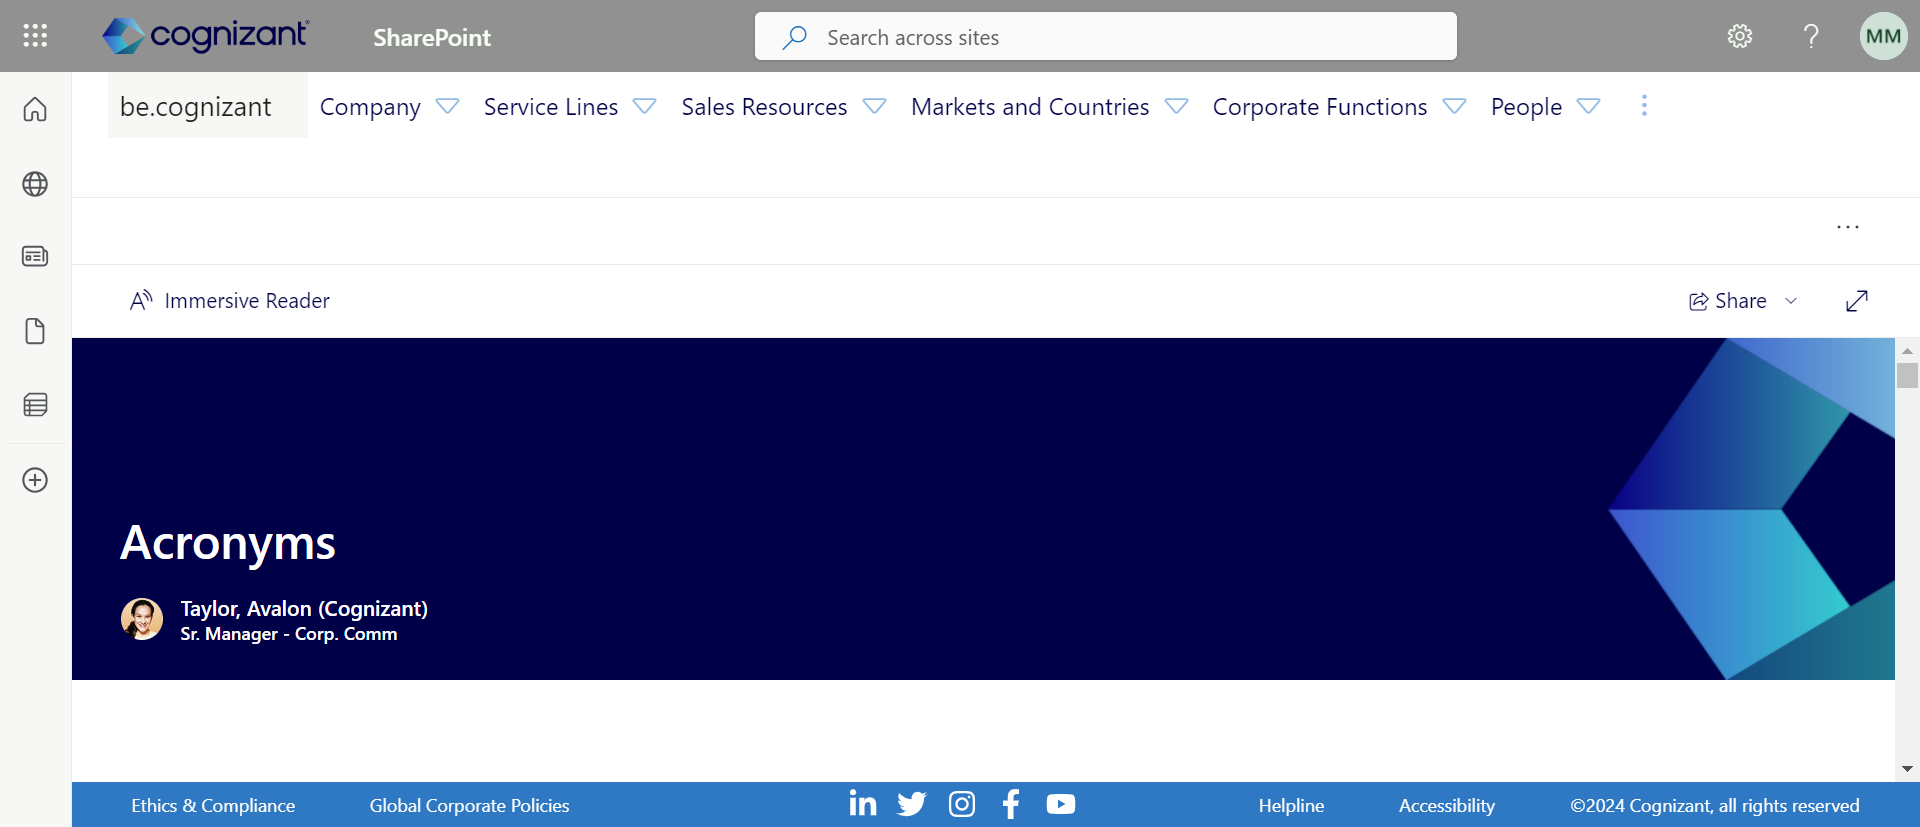 cognizant
SharePoint
Search across sites
MM
be.cognizant
Company
Service Lines
Sales Resources
Markets and Countries
Corporate Functions
People
Immersive Reader
Share
Acronyms
Taylor, Avalon (Cognizant)
Sr. Manager - Corp. Comm
Ethics & Compliance
Global Corporate Policies
Helpline
Accessibility
©2024 Cognizant, all rights reserved